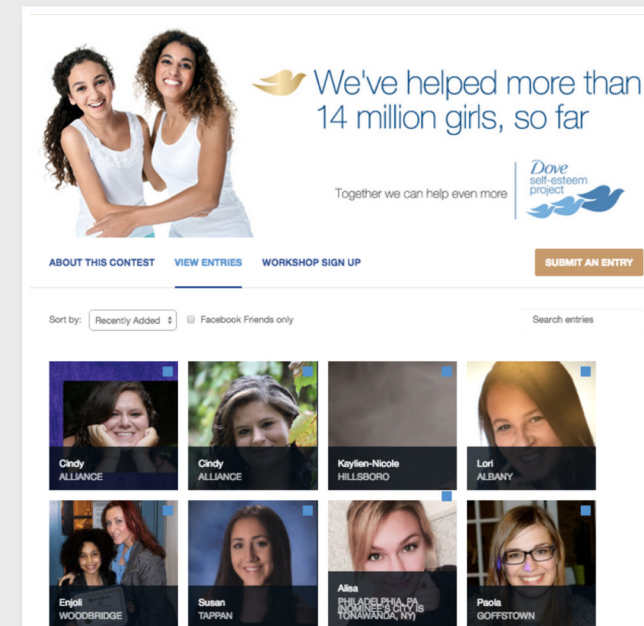 We've helped more than
14 million girls, so far
Together we can help even more
Dove
self-esteem
project
ABOUT THIS CONTEST VIEW ENTRIES WORKSHOP SIGN UP SUBMIT AN ENTRY
Sort by: Recently Added Facebook Friends only Search entries
Cindy
ALLIANCE
Cindy
ALLIANCE
Kaylien-Nicole
HILLSBORO
Lori
ALBANY
Enjoli
WOODBRIDGE
Susan
TAPPAN
Alisa
PHILADELPHIA, PA
(NOMINEE'S CITY IS
TONAWANDA, NY)
Paola
GOFFSTOWN